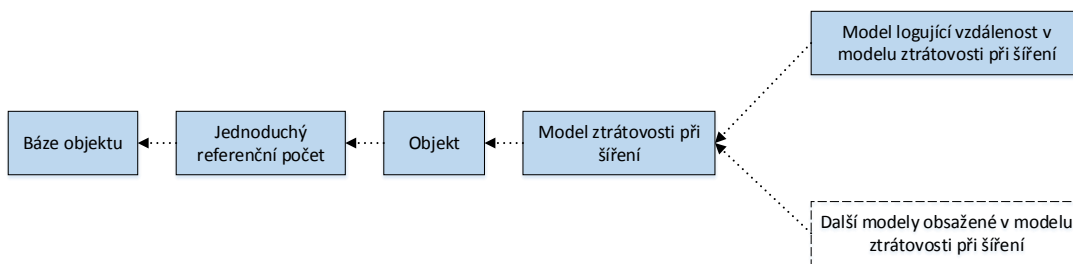 Model logující vzdálenost v
modelu ztrátovosti při šíření
Báze objektu
Jednoduchý
referenční počet
Objekt
Model ztrátovosti při
šíření
Další modely obsažené v modelu
ztrátovosti při šíření